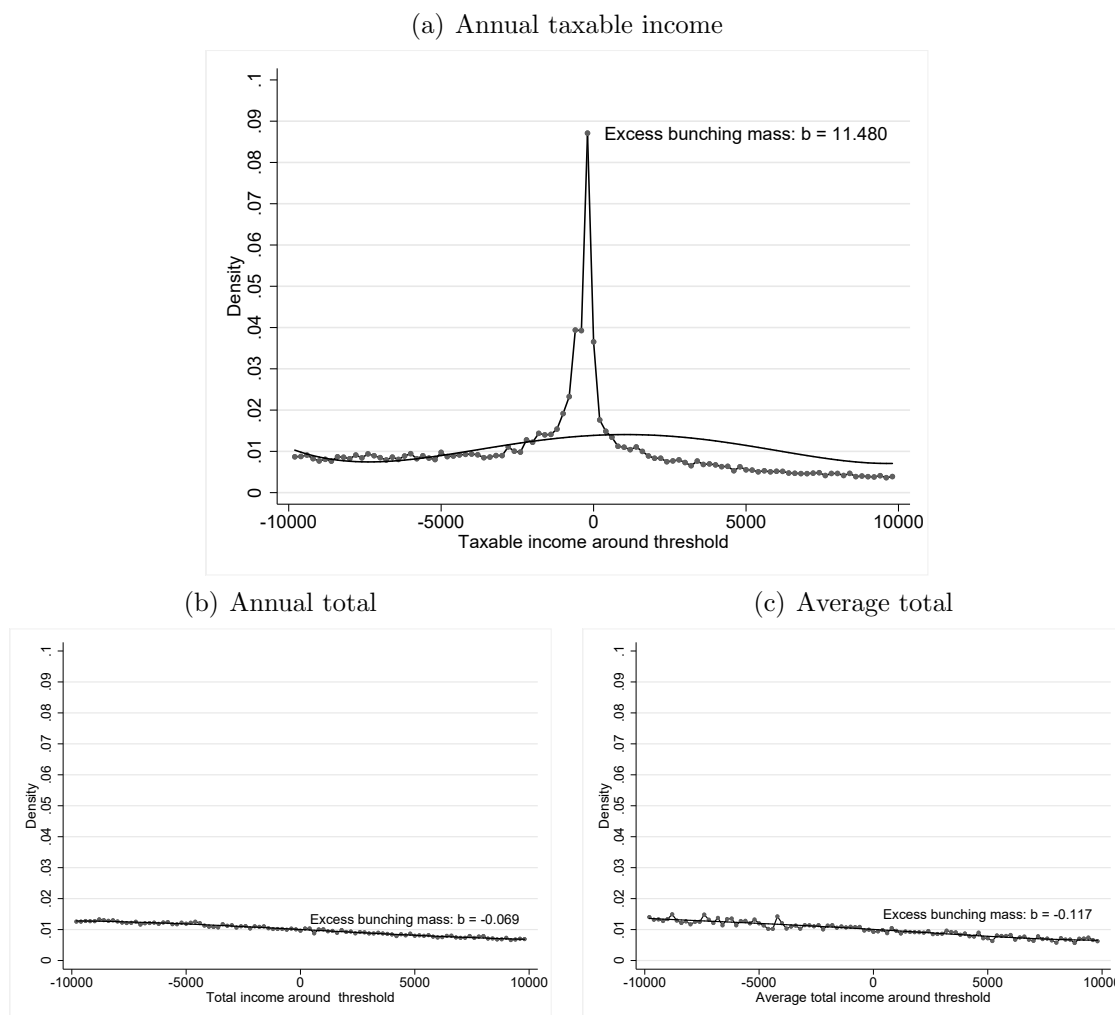 (a) Annual taxable income
.1
.09
.08
.07
.06
.05
.04
.03
.02
.01
0
Density
Excess bunching mass: b = 11.480
-10000 -5000 0 5000 10000
Taxable income around threshold
(b) Annual total
.1
.09
.08
.07
.06
.05
.04
.03
.02
.01
0
Density
Excess bunching mass: b = -0.069
-10000 -5000 0 5000 10000
Total income around threshold
(c) Average total
.1
.09
.08
.07
.06
.05
.04
.03
.02
.01
0
Density
Excess bunching mass: b = -0.117
-10000 -5000 0 5000 10000
Average total income around threshold